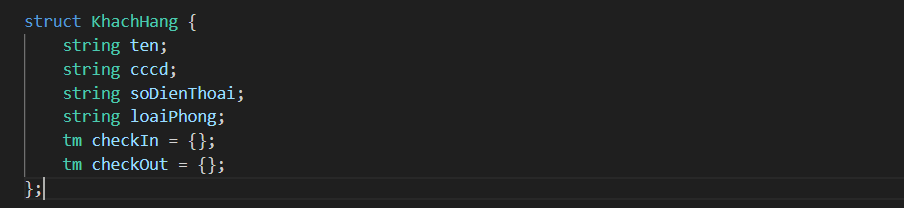 struct KhachHang {
    string ten;
    string cccd;
    string soDienThoai;
    string loaiPhong;
    tm checkIn = {};
    tm checkOut = {};
};